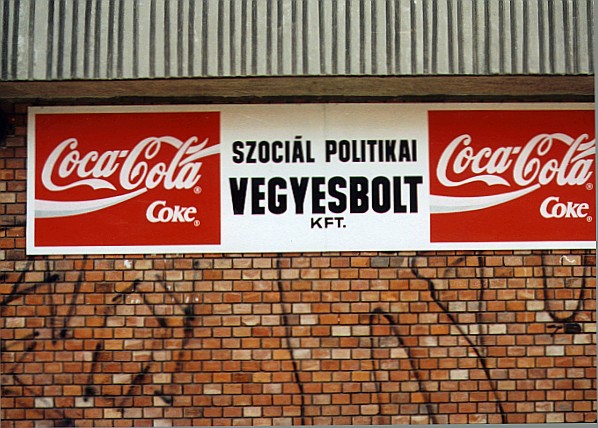 Coca-Cola
Coke
SZOCIÁL POLITIKAI
VEGYESBOLT
KFT.
Coca-Cola
Coke